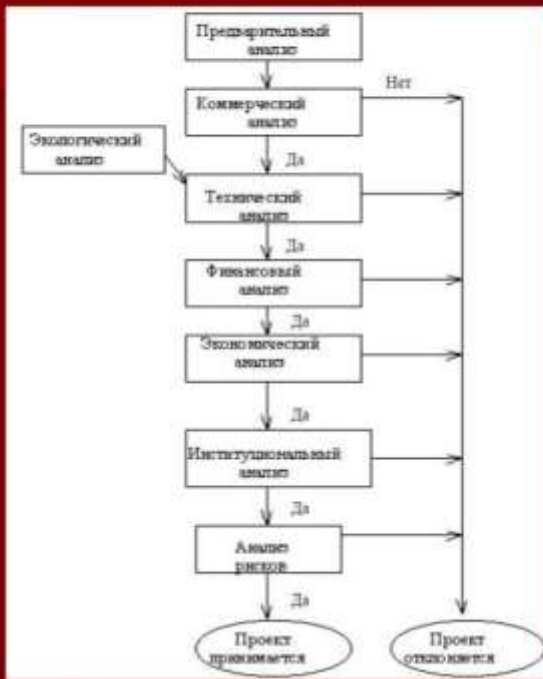 Предварительный
анализ
Нет
Коммерческий
анализ
Экологический
анализ
Да
Технический
анализ
Да
Финансовый
анализ
Да
Экономический
анализ
Да
Институциональный
анализ
Да
Анализ
рисков
Да
Проект
принимается
Проект
отклоняется